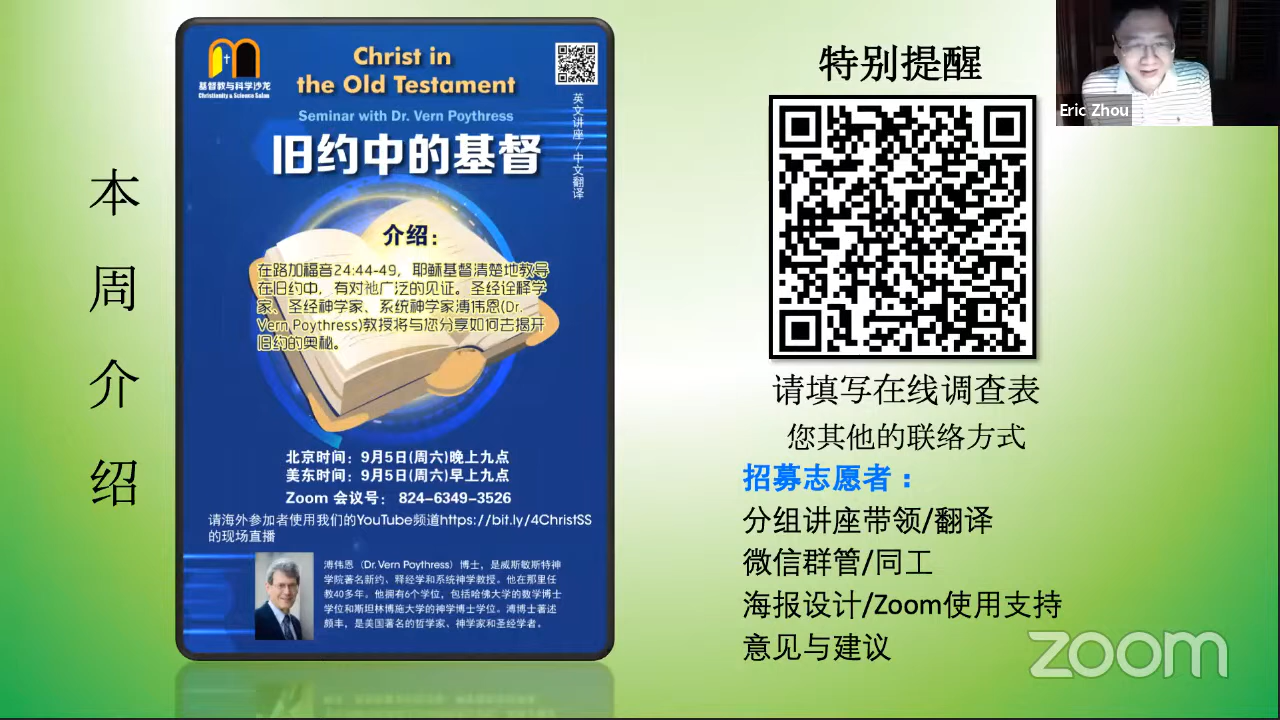 本
周
介
绍
基督教与科学沙龙
Christianity & Science Salon
Christ in
the Old Testament
Seminar with Dr. Vern Poythress
旧约中的基督
英文讲座/中文翻译
介绍：
在路加福音24:44-49，耶稣基督清楚地教导
在旧约中，有对祂广泛的见证。圣经诠释学
家、圣经神学家、系统神学家溥伟恩(Dr.
Vern Poythress)教授将与您分享如何去揭开
旧约的奥秘。
北京时间：9月5日(周六)晚上九点
美东时间：9月5日(周六)早上九点
Zoom 会议号： 824-6349-3526
请海外参加者使用我们的YouTube频道https://bit.ly/4ChristSS
的现场直播
溥伟恩（Dr. Vern Poythress）博士，是威斯敏斯特神
学院著名新约、释经学和系统神学教授。他在那里任
教40多年。他拥有6个学位，包括哈佛大学的数学博士
学位和斯坦林博施大学的神学博士学位。溥博士著述
颇丰，是美国著名的哲学家、神学家和圣经学者。
特别提醒
请填写在线调查表
您其他的联络方式
招募志愿者：
分组讲座带领/翻译
微信群管/同工
海报设计/Zoom使用支持
意见与建议
Eric Zhou
zoom